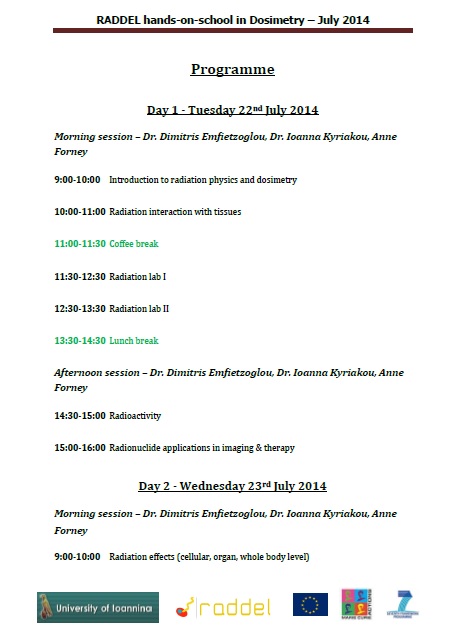 RADDEL hands-on-school in Dosimetry – July 2014
Programme
Day 1 - Tuesday 22nd July 2014
Morning session – Dr. Dimitris Emfietzoglou, Dr. Ioanna Kyriakou, Anne
Forney
9:00-10:00 Introduction to radiation physics and dosimetry
10:00-11:00 Radiation interaction with tissues
11:00-11:30 Coffee break
11:30-12:30 Radiation lab I
12:30-13:30 Radiation lab II
13:30-14:30 Lunch break
Afternoon session – Dr. Dimitris Emfietzoglou, Dr. Ioanna Kyriakou, Anne
Forney
14:30-15:00 Radioactivity
15:00-16:00 Radionuclide applications in imaging & therapy
Day 2 - Wednesday 23rd July 2014
Morning session – Dr. Dimitris Emfietzoglou, Dr. Ioanna Kyriakou, Anne
Forney
9:00-10:00 Radiation effects (cellular, organ, whole body level)
University of Ioannina
raddel
MARIE CURIE
ACTIONS
7